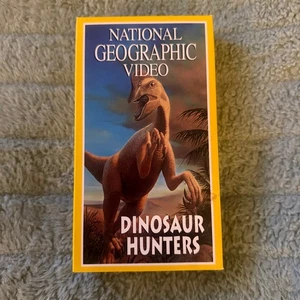 NATIONAL
GEOGRAPHIC
VIDEO
DINOSAUR
HUNTERS